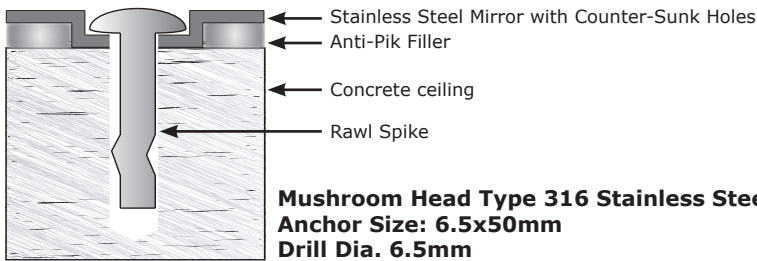 Stainless Steel Mirror with Counter-Sunk Holes
Anti-Pik Filler
Concrete ceiling
Rawl Spike
Mushroom Head Type 316 Stainless
Anchor Size: 6.5x50mm
Drill Dia. 6.5mm